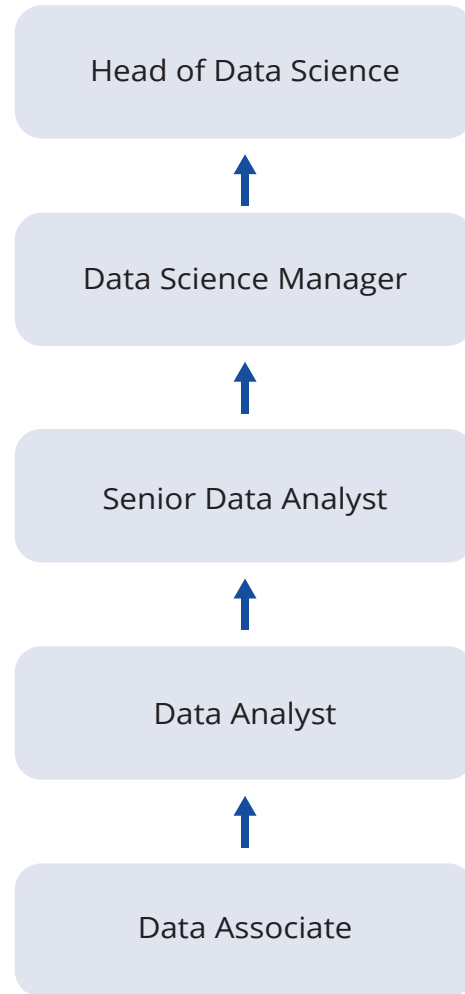 Head of Data Science
Data Science Manager
Senior Data Analyst
Data Analyst
Data Associate